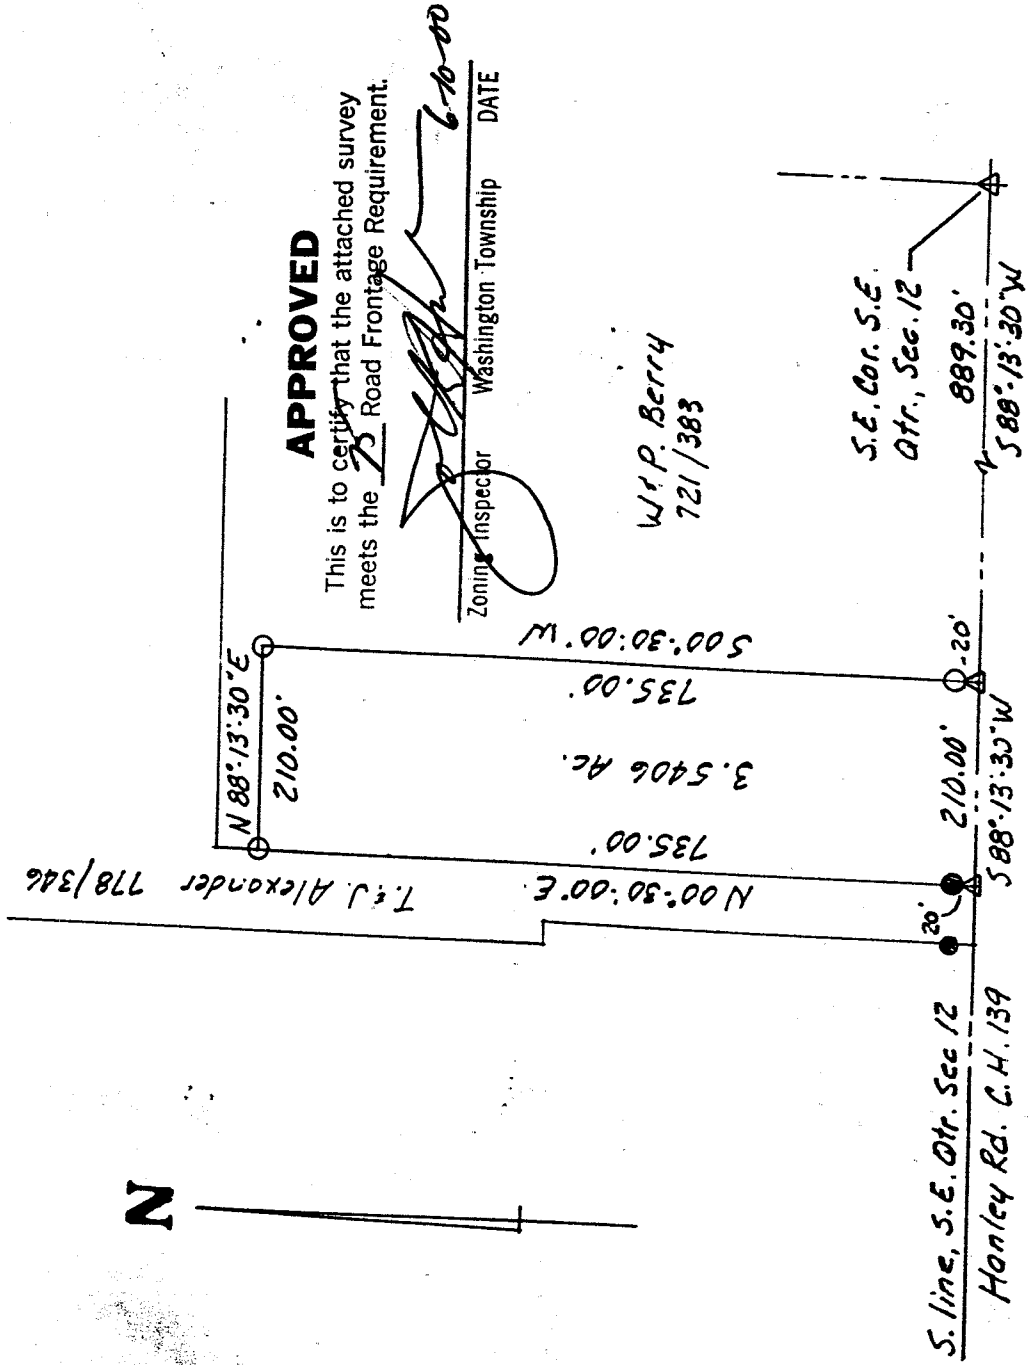 N
APPROVED
This is to certify that the attached survey
meets the 75 Road Frontage Requirement.
6-10-00
Zoning Inspector Washington Township DATE
N 88°-13'-30"E
210.00'
T. & J. Alexander 778/346
N 00°-30'-00"E.
735.00'
3.5406 Ac.
735.00'
S 00°-30'-00"W
W & P. Berry
721/383
S.E. Cor. S.E.
Qtr., Sec. 12
889.30'
S 88°-13'-30"W
20'
20'
210.00'
S 88°-13'-30"W
S. line, S.E. Qtr. Sec 12
Hanley Rd. C.H. 139